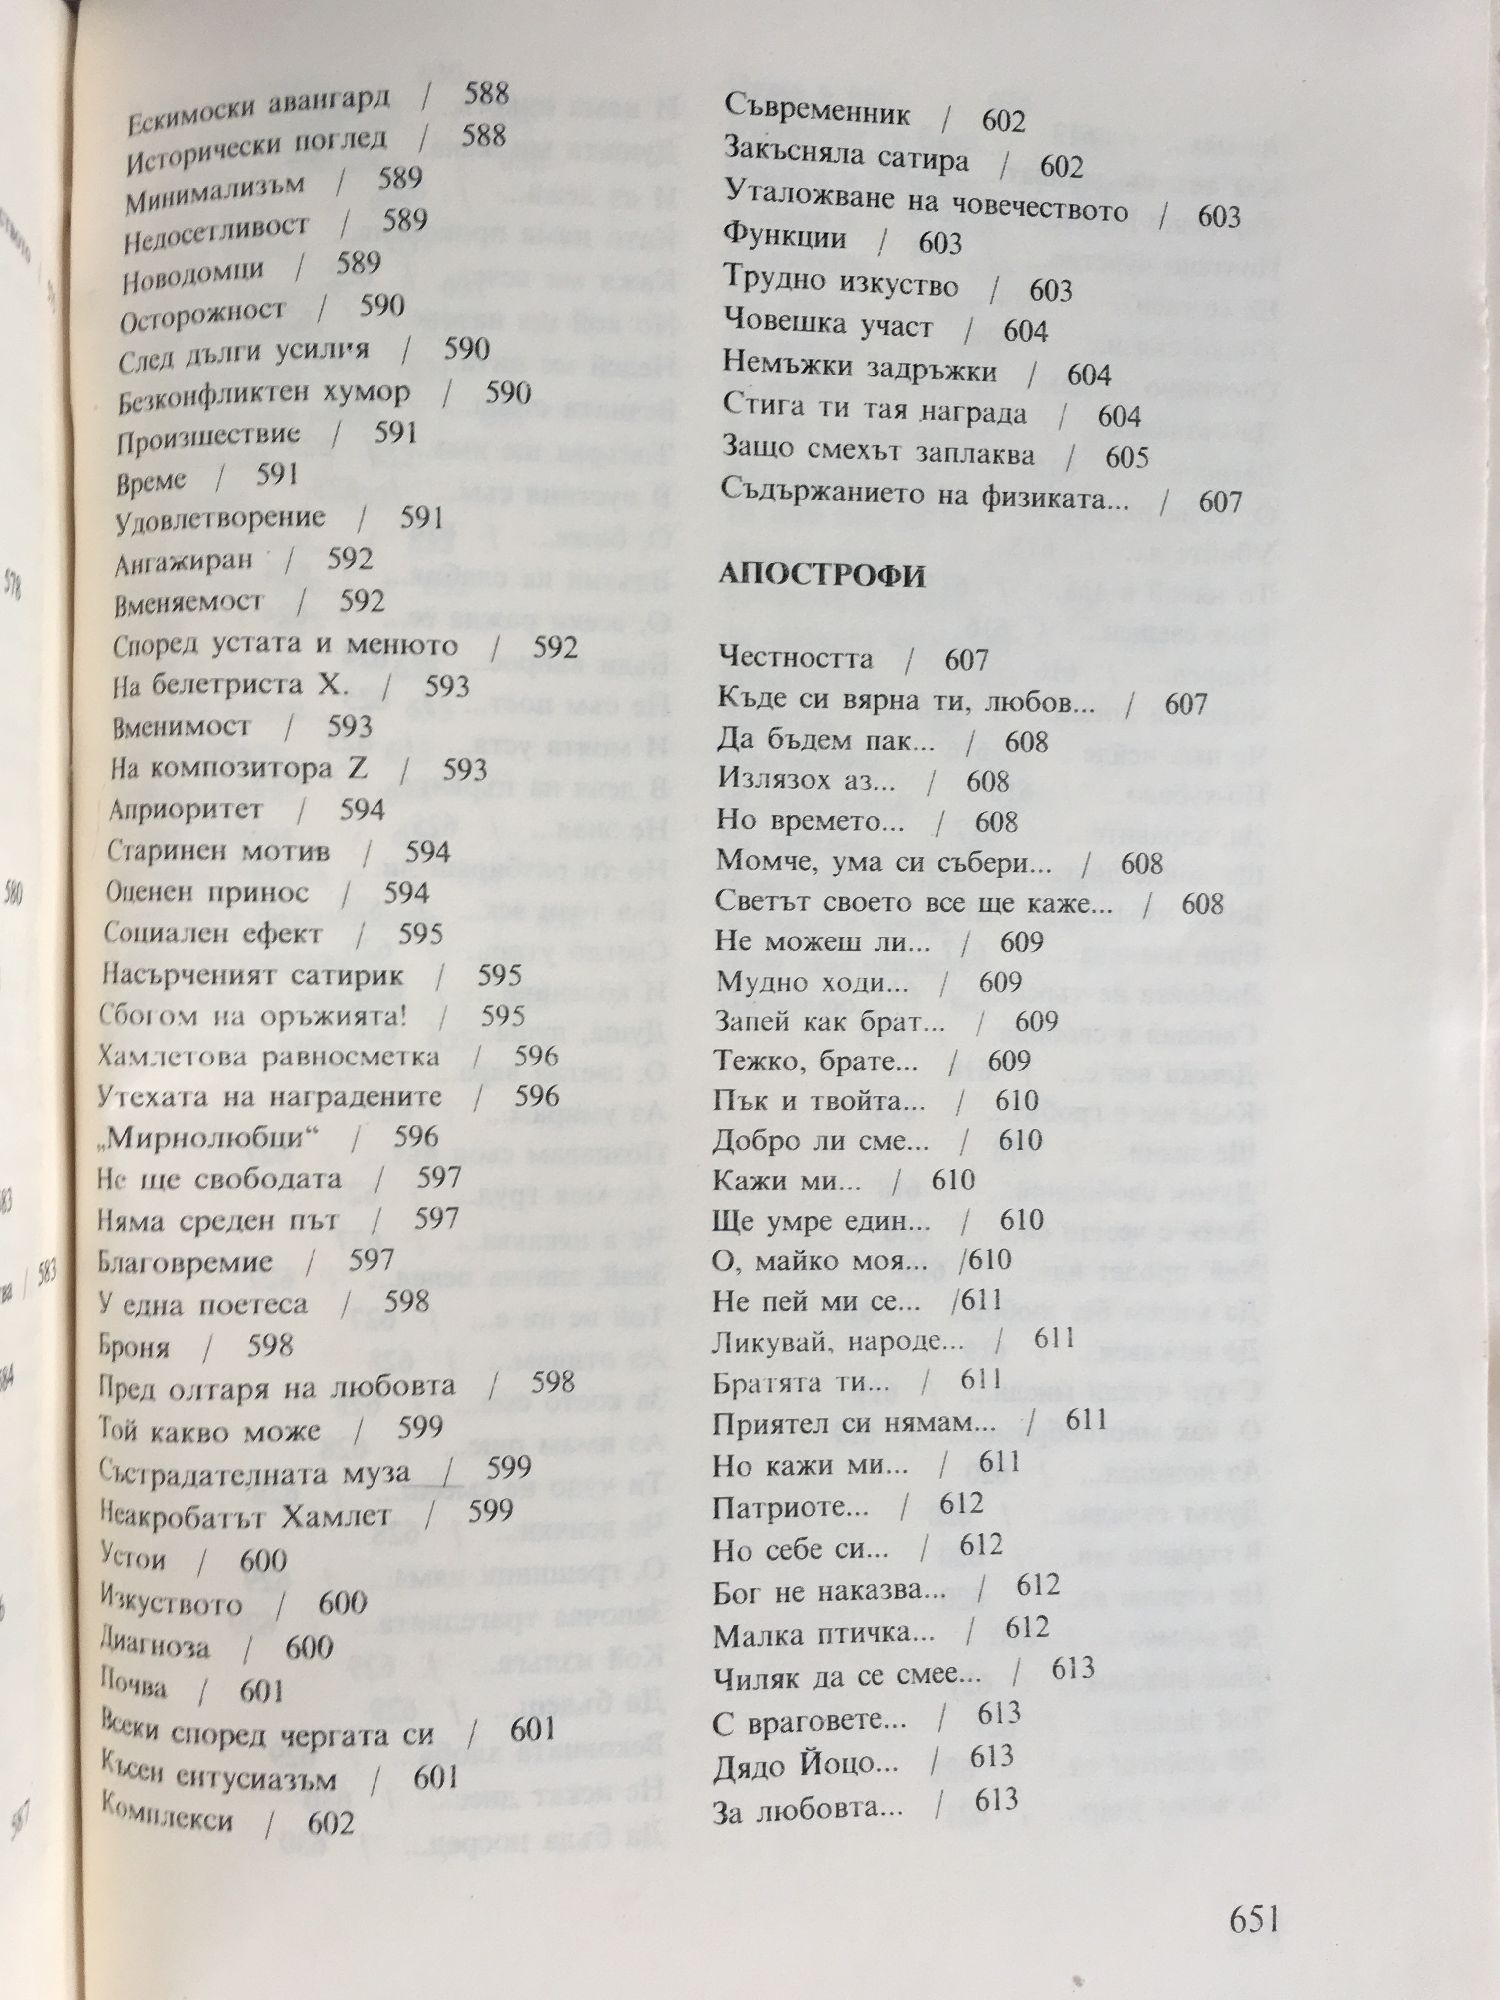 Ескимоски авангард / 588
Исторически поглед / 588
Минимализъм / 589
Недосетливост / 589
Новодомци / 589
Осторожност / 590
След дълги усилия / 590
Безконфликтен хумор / 590
Произшествие / 591
Време / 591
Удовлетворение / 591
Ангажиран / 592
Вменяемост / 592
Според устата и менюто / 592
На белетриста Х. / 593
Вменимост / 593
На композитора Z / 593
Априоритет / 594
Старинен мотив / 594
Оценен принос / 594
Социален ефект / 595
Насърченият сатирик / 595
Сбогом на оръжията! / 595
Хамлетова равносметка / 596
Утехата на наградените / 596
„Мирнолюбци“ / 596
Не ще свободата / 597
Няма среден път / 597
Благовремие / 597
У една поетеса / 598
Броня / 598
Пред олтаря на любовта / 598
Той какво може / 599
Състрадателната муза / 599
Неакробатът Хамлет / 599
Устои / 600
Изкуството / 600
Диагноза / 600
Почва / 601
Всеки според чергата си / 601
Късен ентусиазъм / 601
Комплекси / 602
Съвременник / 602
Закъсняла сатира / 602
Уталожване на човечеството / 603
Функции / 603
Трудно изкуство / 603
Човешка участ / 604
Немъжки задръжки / 604
Стига ти тая награда / 604
Защо смехът заплаква / 605
Съдържанието на физиката... / 607
АПОСТРОФИ
Честността / 607
Къде си вярна ти, любов... / 607
Да бъдем пак... / 608
Излязох аз... / 608
Но времето... / 608
Момче, ума си събери... / 608
Светът своето все ще каже... / 608
Не можеш ли... / 609
Мудно ходи... / 609
Запей как брат... / 609
Тежко, брате... / 609
Пък и твойта... / 610
Добро ли сме... / 610
Кажи ми... / 610
Ще умре един... / 610
О, майко моя... /610
Не пей ми се... /611
Ликувай, народе... / 611
Братята ти... / 611
Приятел си нямам... / 611
Но кажи ми... / 611
Патриоте... / 612
Но себе си... / 612
Бог не наказва... / 612
Малка птичка... / 612
Чиляк да се смее... / 613
С враговете... / 613
Дядо Йоцо... / 613
За любовта... / 613
651
578
580
583
584
587